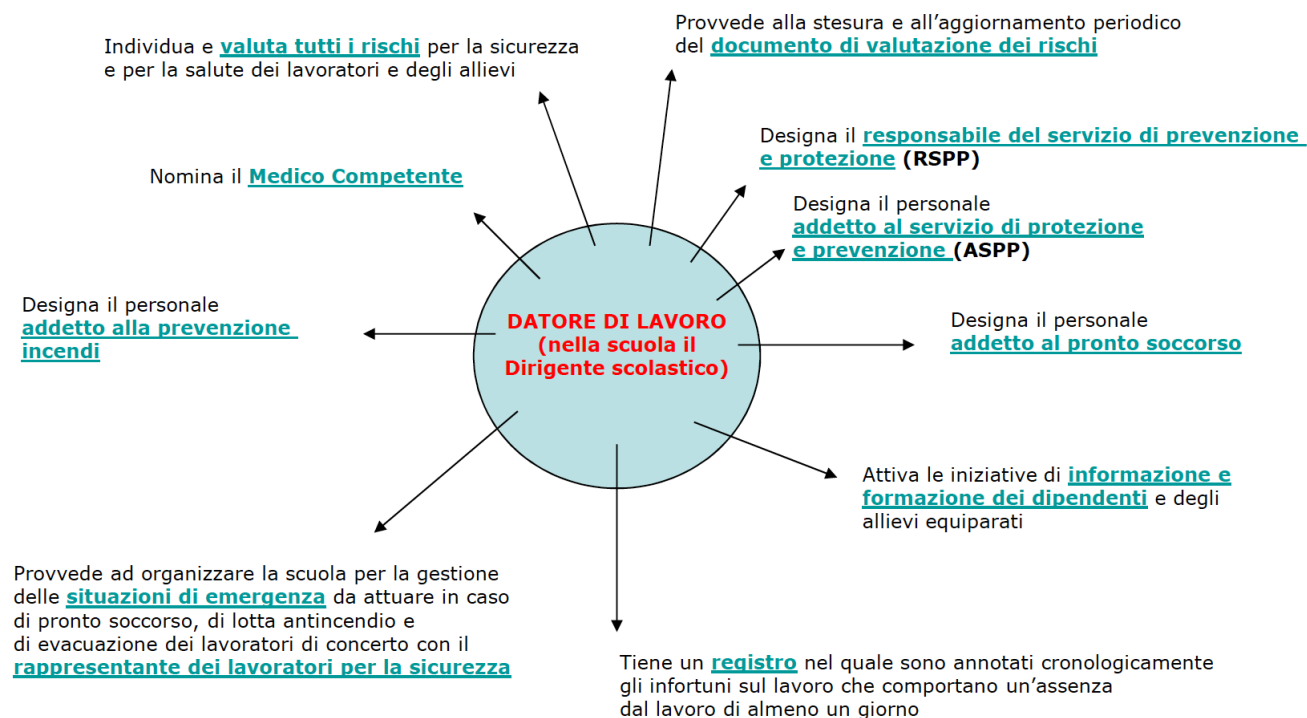 Individua e valuta tutti i rischi per la sicurezza
e per la salute dei lavoratori e degli allievi
Provvede alla stesura e all’aggiornamento periodico
del documento di valutazione dei rischi
Designa il responsabile del servizio di prevenzione
e protezione (RSPP)
Nomina il Medico Competente
Designa il personale
addetto al servizio di protezione
e prevenzione (ASPP)
Designa il personale
addetto alla prevenzione
incendi
DATORE DI LAVORO
(nella scuola il
Dirigente scolastico)
Designa il personale
addetto al pronto soccorso
Attiva le iniziative di informazione e
formazione dei dipendenti e degli
allievi equiparati
Provvede ad organizzare la scuola per la gestione
delle situazioni di emergenza da attuare in caso
di pronto soccorso, di lotta antincendio e
di evacuazione dei lavoratori di concerto con il
rappresentante dei lavoratori per la sicurezza
Tiene un registro nel quale sono annotati cronologicamente
gli infortuni sul lavoro che comportano un’assenza
dal lavoro di almeno un giorno